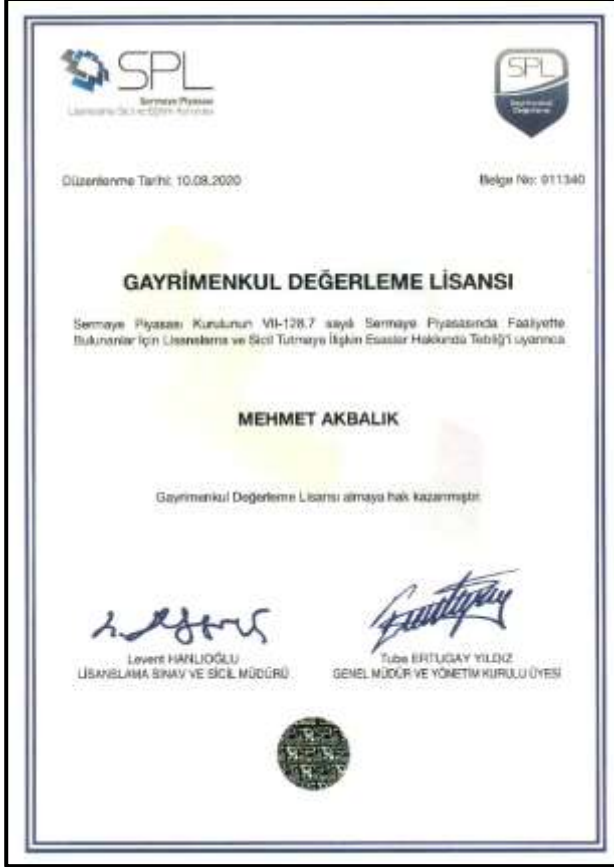 SPL
Sermaye Piyasası
Lisanslama Sicil ve Eğitim Kuruluşu
SPL
Gayrimenkul
Değerleme
Düzenlenme Tarihi: 10.08.2020
Belge No: 911340
GAYRİMENKUL DEĞERLEME LİSANSI
Sermaye Piyasası Kurulunun VII-128.7 sayılı Sermaye Piyasasında Faaliyette
Bulunanlar İçin Lisanslama ve Sicil Tutmaya İlişkin Esaslar Hakkında Tebliğ'i uyarınca
MEHMET AKBALIK
Gayrimenkul Değerleme Lisansı almaya hak kazanmıştır.
Levent HANLIOĞLU
LİSANSLAMA SINAV VE SİCİL MÜDÜRÜ
Tuba ERTUGAY YILDIZ
GENEL MÜDÜR VE YÖNETİM KURULU ÜYESİ